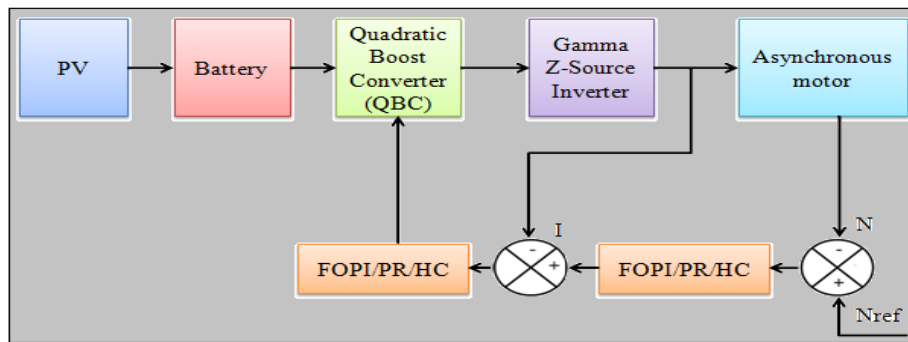 PV
Battery
Quadratic
Boost
Converter
(QBC)
Gamma
Z-Source
Inverter
Asynchronous
motor
I
N
-
+
-
+
FOPI/PR/HC
FOPI/PR/HC
Nref